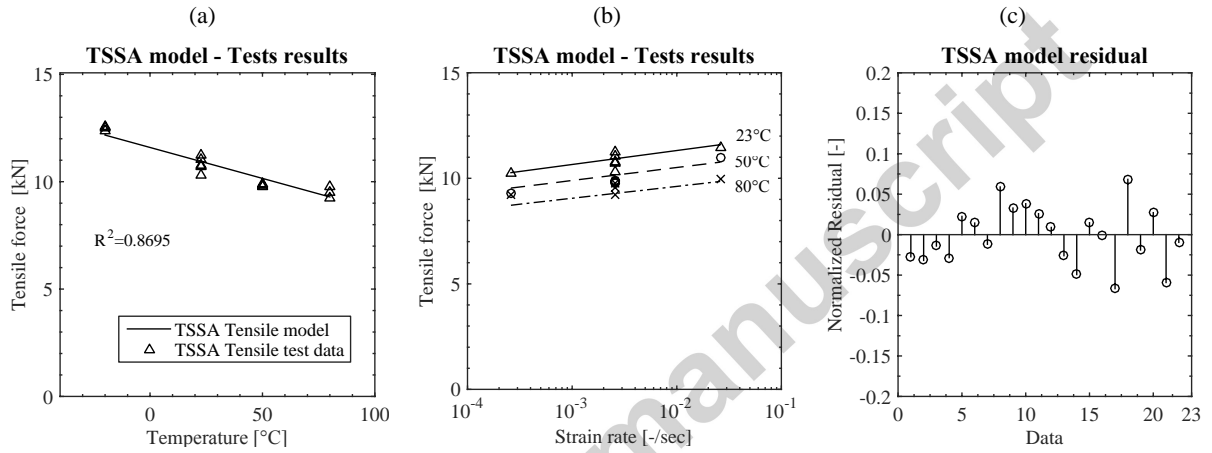 (a)
TSSA model - Tests results
15
10
5
0
0
50
100
Tensile force [kN]
Temperature [°C]
R²=0.8695
TSSA Tensile model
TSSA Tensile test data
(b)
TSSA model - Tests results
15
10
5
0
10⁻⁴
10⁻³
10⁻²
10⁻¹
Tensile force [kN]
Strain rate [-/sec]
23°C
50°C
80°C
(c)
TSSA model residual
0.2
0.15
0.1
0.05
0
-0.05
-0.1
-0.15
-0.2
0
5
10
15
20
23
Normalized Residual [-]
Data
manuscript